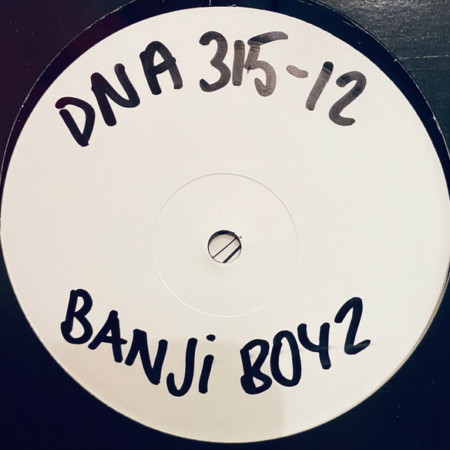 DNA 315-12
BANJi BOYZ